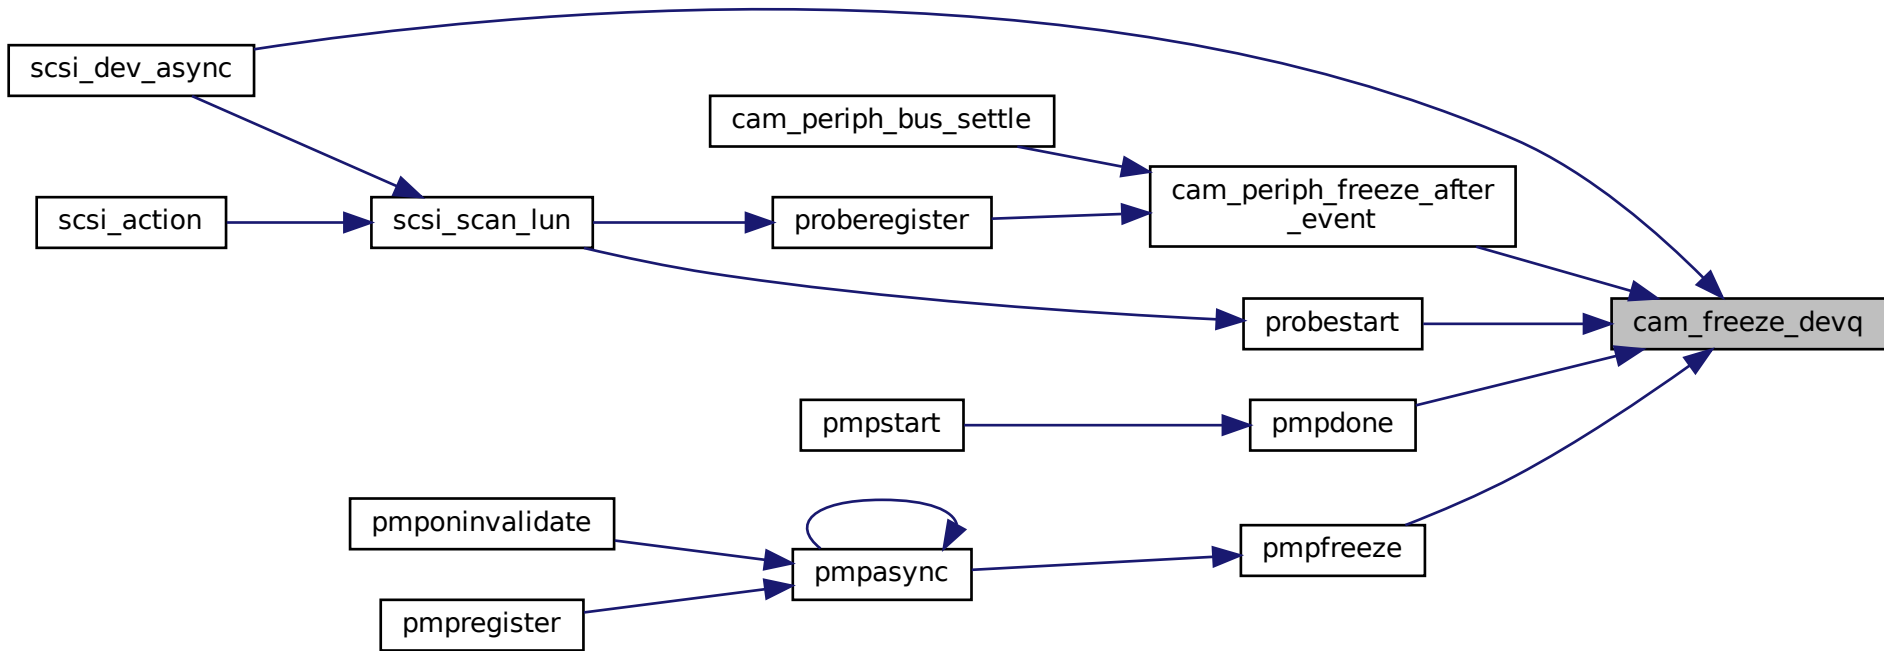 scsi_dev_async
cam_periph_bus_settle
cam_periph_freeze_after
_event
scsi_action
scsi_scan_lun
proberegister
probestart
cam_freeze_devq
pmpstart
pmpdone
pmponinvalidate
pmpasync
pmpfreeze
pmpregister